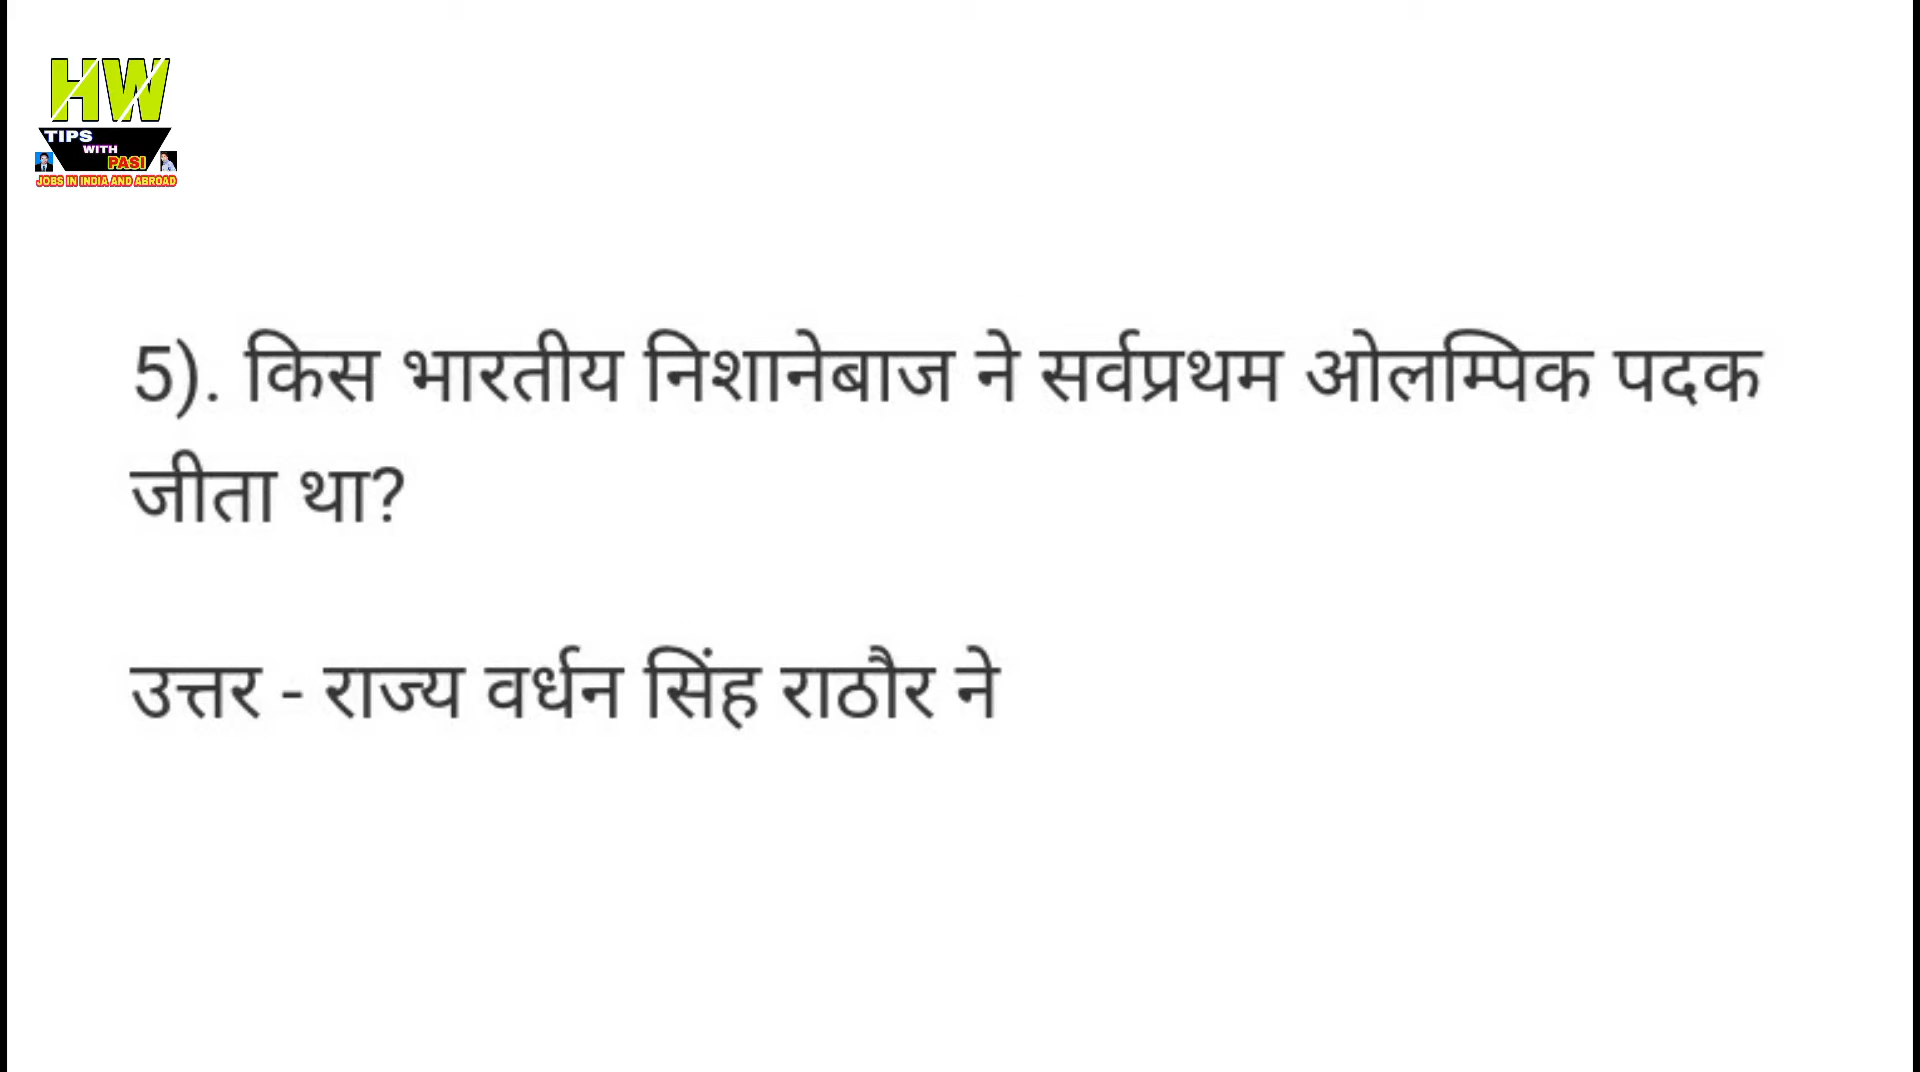 HW
TIPS
WITH
PASI
JOBS IN INDIA AND ABROAD
5). किस भारतीय निशानेबाज ने सर्वप्रथम ओलम्पिक पदक
जीता था?
उत्तर - राज्य वर्धन सिंह राठौर ने